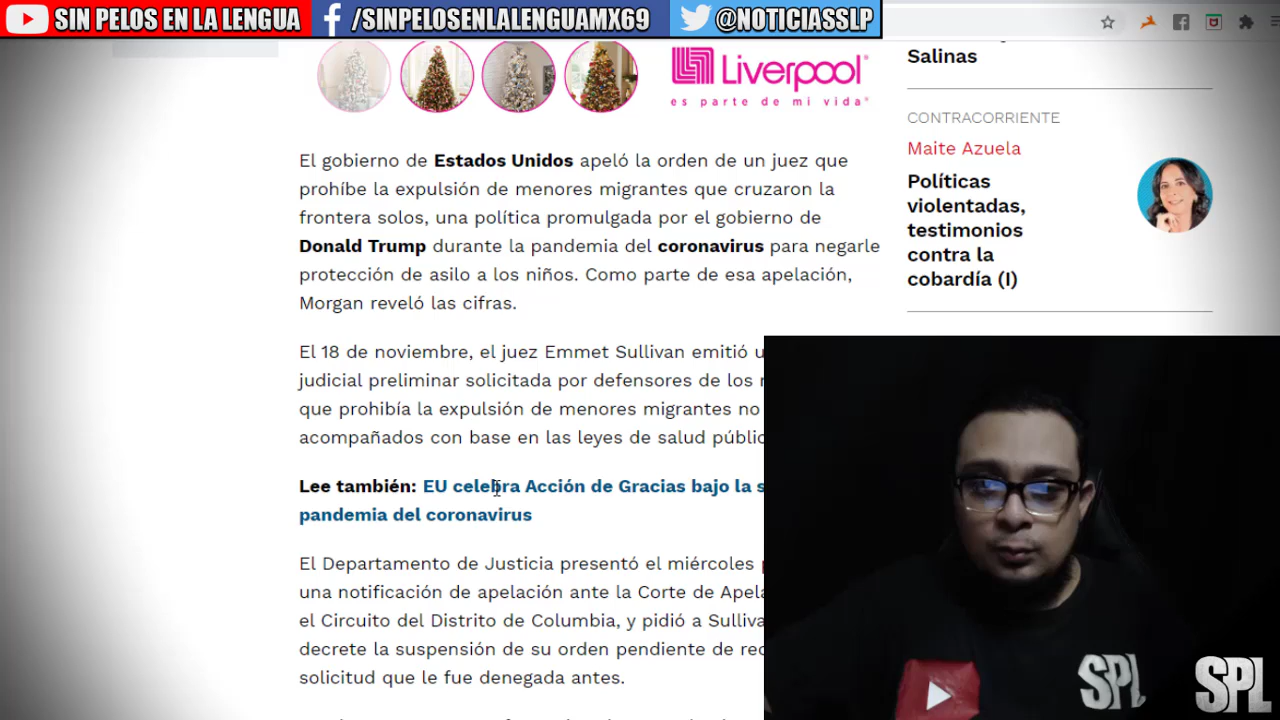 SIN PELOS EN LA LENGUA
/SINPELOSENLALENGUAMX69
@NOTICIASSLP
Liverpool
es parte de mi vida
El gobierno de Estados Unidos apeló la orden de un juez que
prohíbe la expulsión de menores migrantes que cruzaron la
frontera solos, una política promulgada por el gobierno de
Donald Trump durante la pandemia del coronavirus para negarle
protección de asilo a los niños. Como parte de esa apelación,
Morgan reveló las cifras.
El 18 de noviembre, el juez Emmet Sullivan emitió
judicial preliminar solicitada por defensores de los
que prohibía la expulsión de menores migrantes no
acompañados con base en las leyes de salud
Lee también: EU celebra Acción de Gracias bajo la
pandemia del coronavirus
El Departamento de Justicia presentó el miércoles
una notificación de apelación ante la Corte de
el Circuito del Distrito de Columbia, y pidió a
decrete la suspensión de su orden pendiente de
solicitud que le fue denegada antes.
Salinas
CONTRACORRIENTE
Maite Azuela
Políticas
violentadas,
testimonios
contra la
cobardía (I)
SPL
SPL